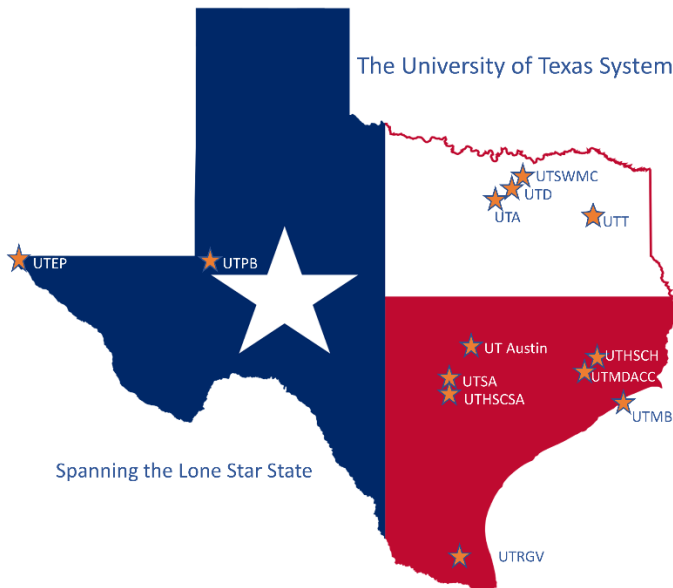 The University of Texas System
UTSWMC
UTD
UTA
UTT
UTEP
UTPB
UT Austin
UTHSCH
UTMDACC
UTSA
UTHSCSA
UTMB
Spanning the Lone Star State
UTRGV